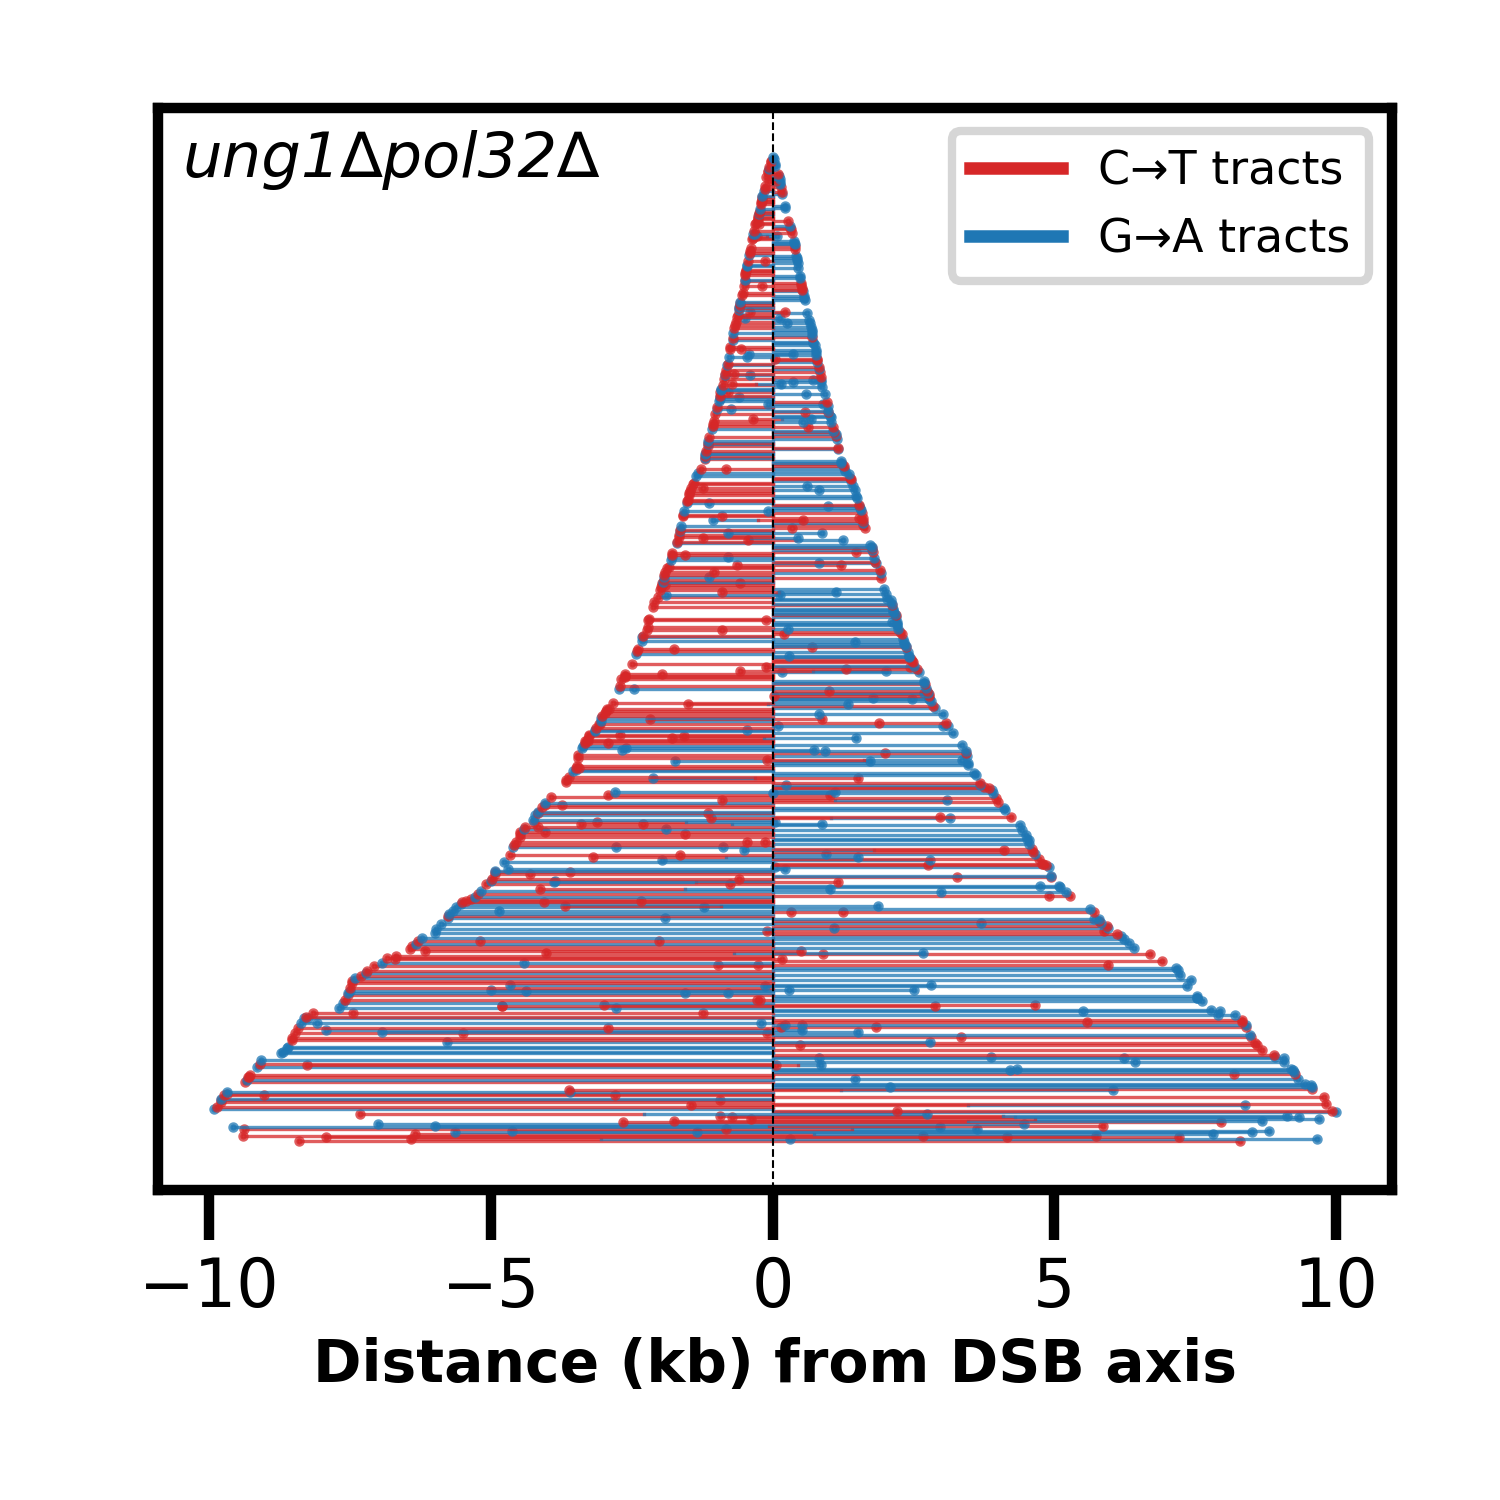 ung1Δpol32Δ
C→T tracts
G→A tracts
−10 −5 0 5 10
Distance (kb) from DSB axis